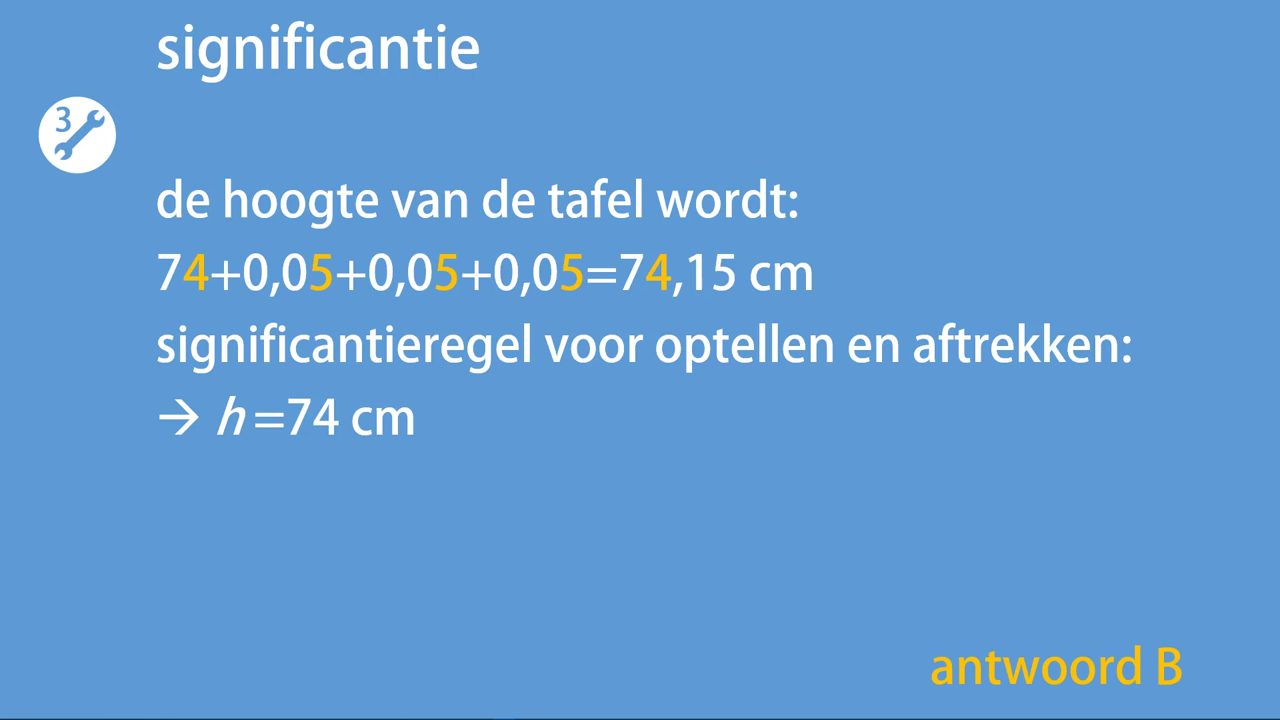 significantie
3
de hoogte van de tafel wordt:
74+0,05+0,05+0,05=74,15 cm
significantieregel voor optellen en aftrekken:
→ h=74 cm
antwoord B